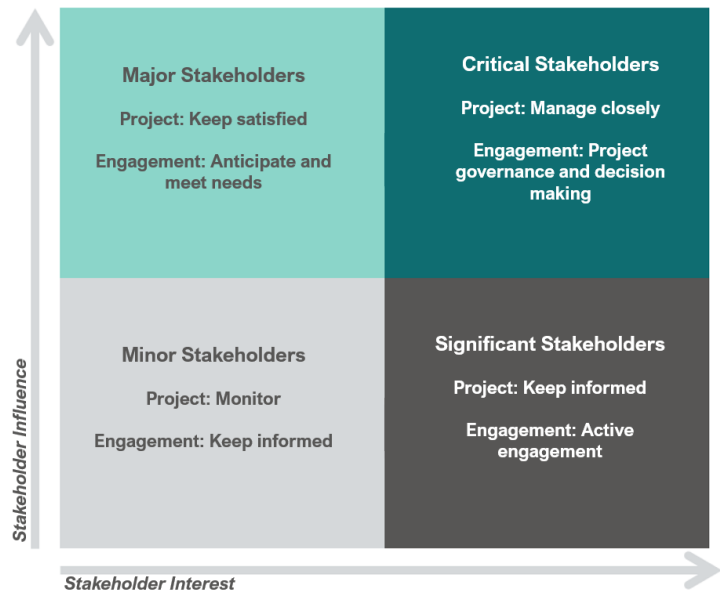 Major Stakeholders
Project: Keep satisfied
Engagement: Anticipate and
meet needs
Critical Stakeholders
Project: Manage closely
Engagement: Project
governance and decision
making
Minor Stakeholders
Project: Monitor
Engagement: Keep informed
Significant Stakeholders
Project: Keep informed
Engagement: Active
engagement
Stakeholder Influence
Stakeholder Interest